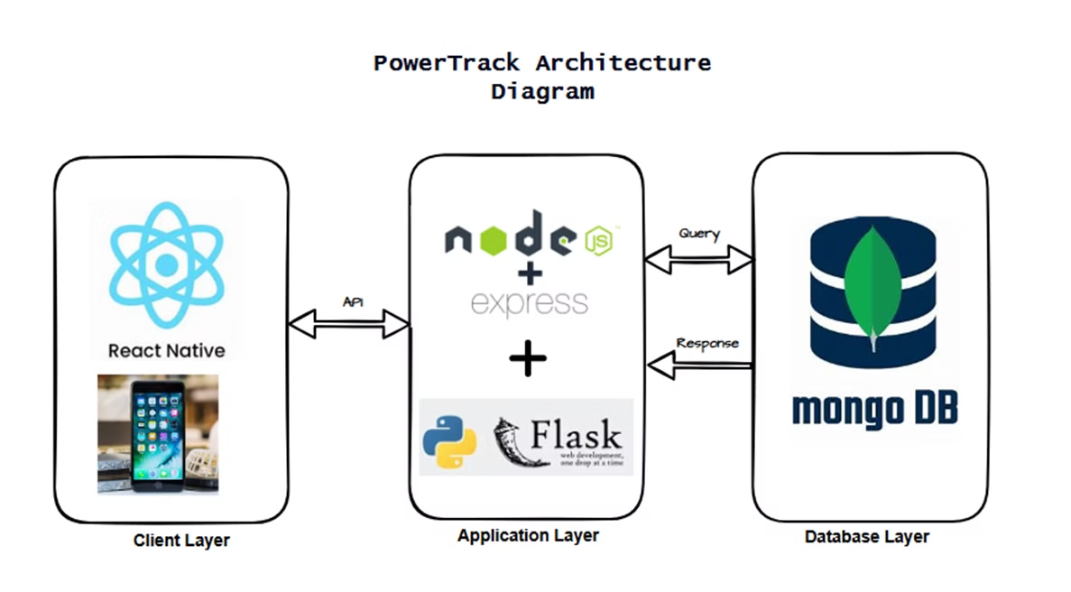 PowerTrack Architecture
Diagram
React Native
Client Layer
API
node
JS
+
express
+
Flask
web development,
one drop at a time
Application Layer
Query
Response
mongo DB
Database Layer